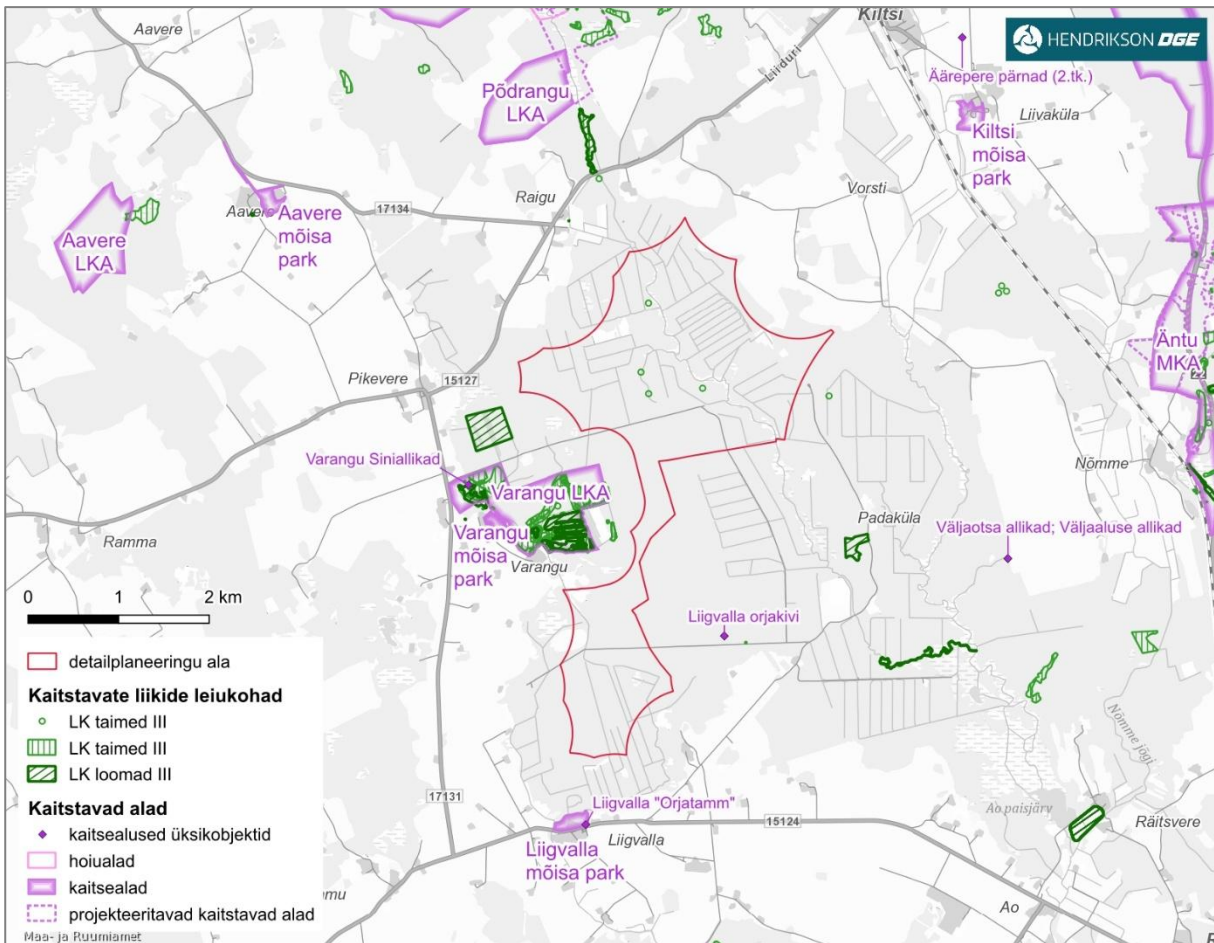 Aavere
Kiltsi
HENDRIKSON DGE
Liiduri
Äärepere pärnad (2.tk.)
Põdrangu
LKA
Liivaküla
Kiltsi
mõisa
park
Raigu
Vorsti
17134
Aavere
Aavere
mõisa
park
Aavere
LKA
Äntu
MKA
Pikevere
15127
Varangu Siniallikad
Nõmme
Varangu LKA
Padaküla
Väljaotsa allikad; Väljaaluse allikad
Varangu
mõisa
park
Varangu
Ramma
0 1 2 km
Liigvalla orjakivi
detailplaneeringu ala
Kaitstavate liikide leiukohad
LK taimed III
LK taimed III
LK loomad III
Kaitstavad alad
kaitsealused üksikobjektid
hoiualad
kaitsealad
projekteeritavad kaitstavad alad
Maa- ja Ruumiamet
Nõmme jõgi
Ao paisjärv
Räitsvere
17131
Liigvalla "Orjatamm"
15124
Liigvalla
Liigvalla
mõisa park
mu
Ao